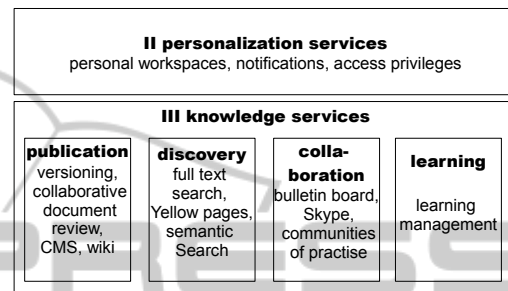 II personalization services
personal workspaces, notifications, access privileges
III knowledge services
publication
versioning,
collaborative
document
review,
CMS, wiki
discovery
full text
search,
Yellow pages,
semantic
Search
colla-
boration
bulletin board,
Skype,
communities
of practise
learning
learning
management
PRESS